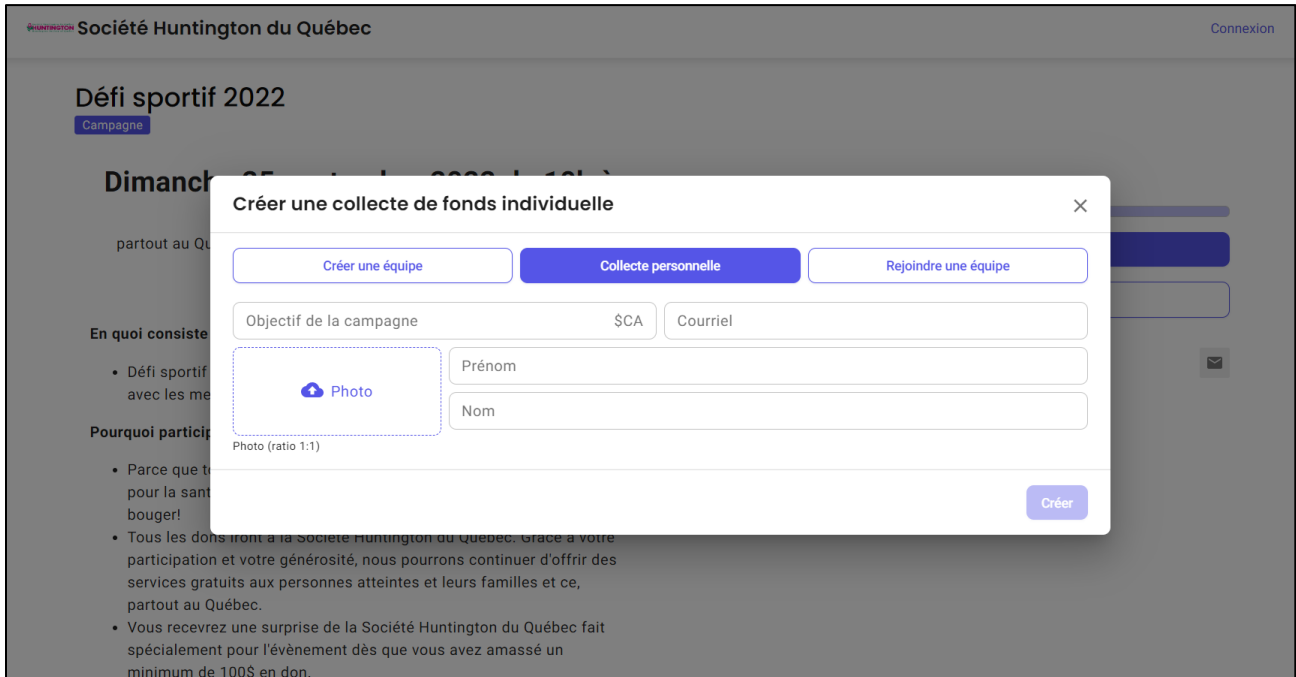 HUNTINGTON Société Huntington du Québec
Connexion
Défi sportif 2022
Campagne
Dimanch
partout au Qu
En quoi consiste
• Défi sportif
avec les me
Pourquoi particip
• Parce que t
pour la sant
bouger!
Créer une collecte de fonds individuelle
Créer une équipe
Collecte personnelle
Rejoindre une équipe
Objectif de la campagne
$CA
Courriel
Photo
Prénom
Nom
Photo (ratio 1:1)
Créer
• Tous les dons iront à la Société Huntington du Québec. Grâce à votre
participation et votre générosité, nous pourrons continuer d'offrir des
services gratuits aux personnes atteintes et leurs familles et ce,
partout au Québec.
• Vous recevrez une surprise de la Société Huntington du Québec fait
spécialement pour l'évènement dès que vous avez amassé un
minimum de 100$ en don.